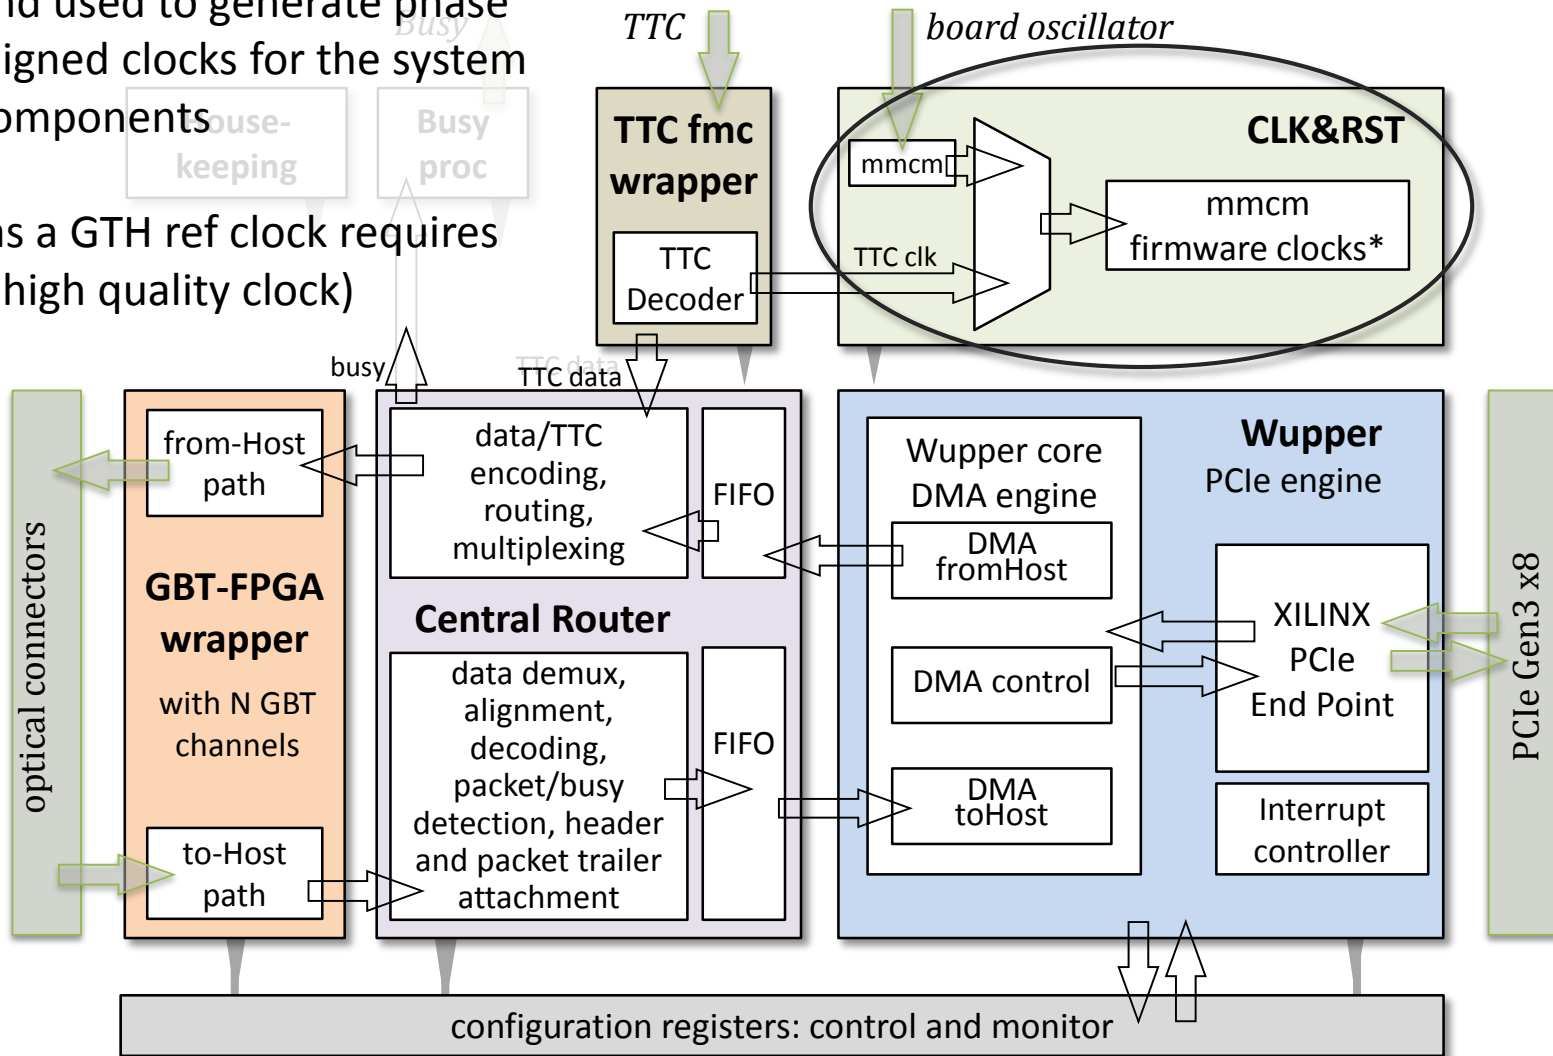 nd used to generate phase
igned clocks for the system
omponents
as a GTH ref clock requires
high quality clock)
Busy
House-
keeping
Busy
proc
TTC
board oscillator
TTC fmc
wrapper
TTC
Decoder
CLK&RST
mmcm
mmcm
firmware clocks*
TTC clk
busy
TTC data
TTC data
optical connectors
from-Host
path
GBT-FPGA
wrapper
with N GBT
channels
to-Host
path
data/TTC
encoding,
routing,
multiplexing
FIFO
Central Router
data demux,
alignment,
decoding,
packet/busy
detection, header
and packet trailer
attachment
FIFO
Wupper
PCIe engine
Wupper core
DMA engine
DMA
fromHost
DMA control
DMA
toHost
XILINX
PCIe
End Point
Interrupt
controller
PCIe Gen3 x8
configuration registers: control and monitor